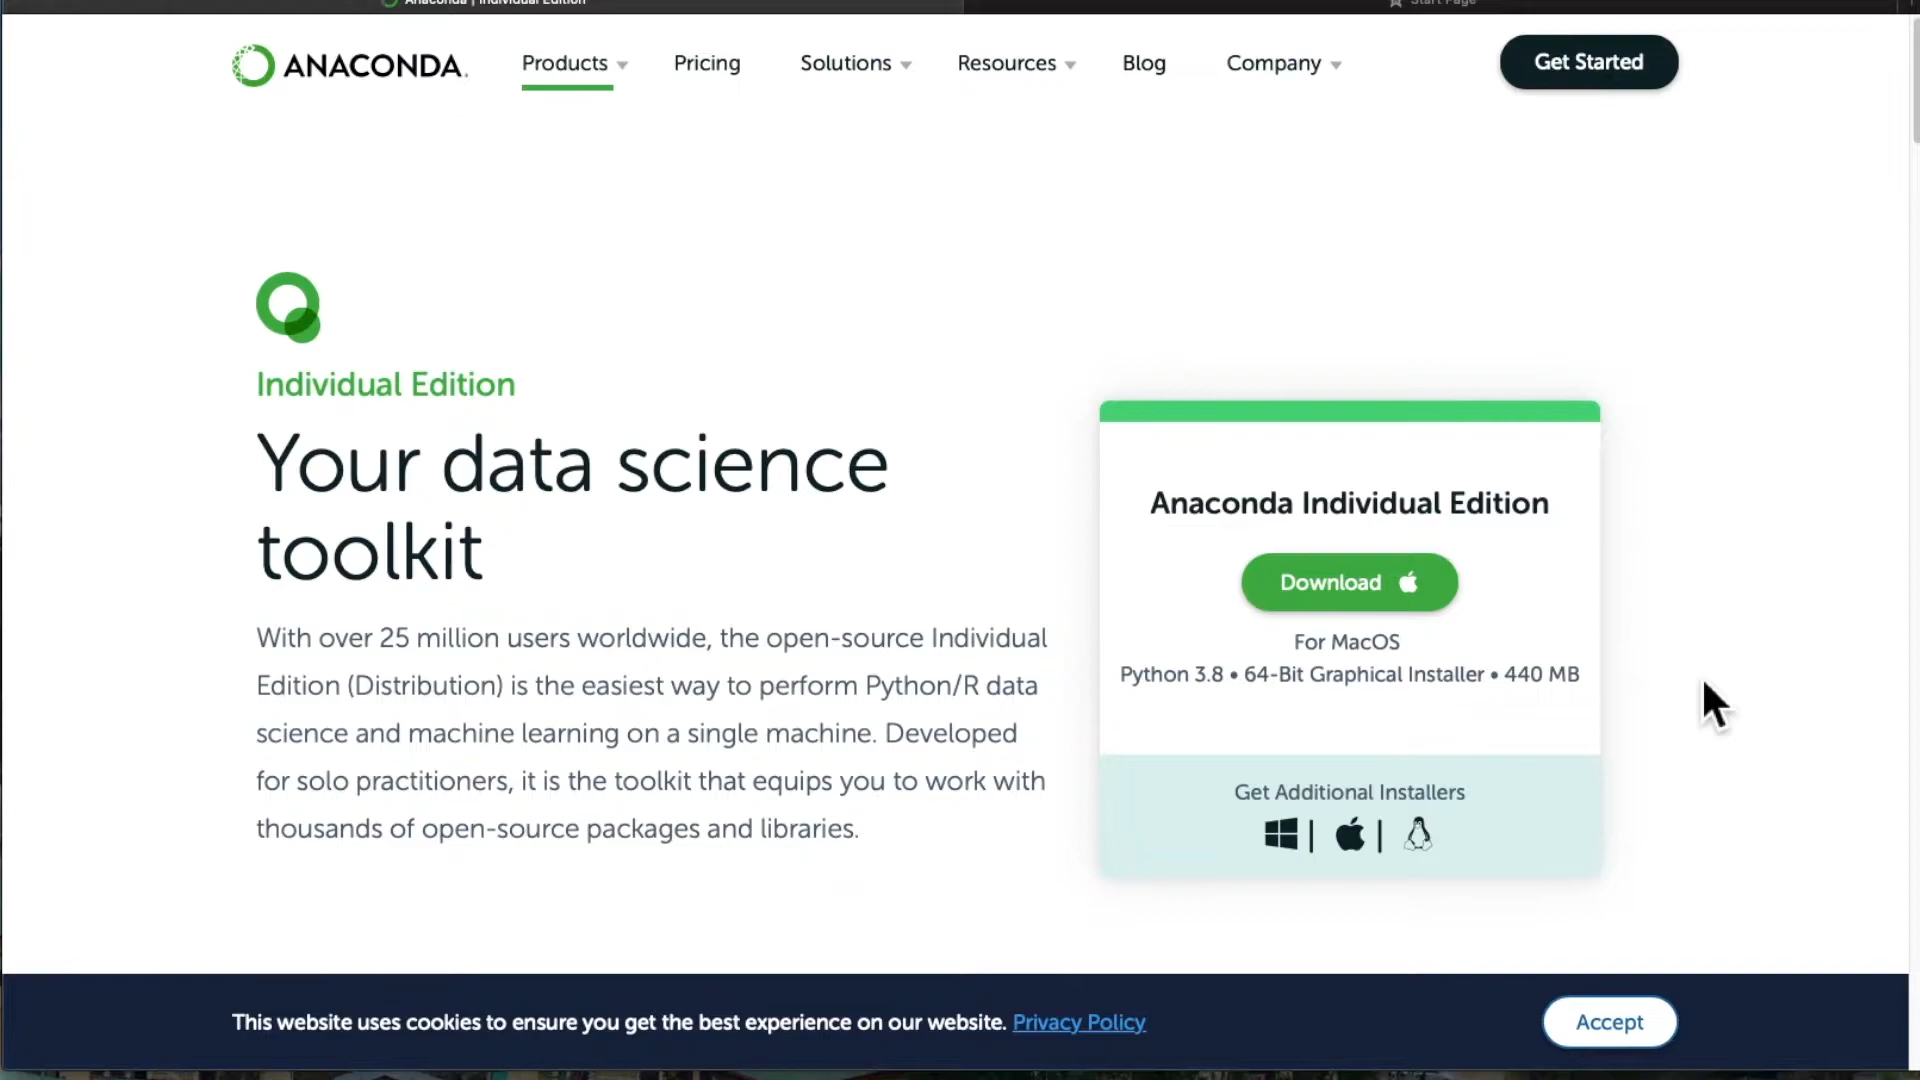 Anaconda | Individual Edition
Start Page
ANACONDA.
Products
Pricing
Solutions
Resources
Blog
Company
Get Started
Individual Edition
Your data science
toolkit
With over 25 million users worldwide, the open-source Individual
Edition (Distribution) is the easiest way to perform Python/R data
science and machine learning on a single machine. Developed
for solo practitioners, it is the toolkit that equips you to work with
thousands of open-source packages and libraries.
Anaconda Individual Edition
Download
For MacOS
Python 3.8 • 64-Bit Graphical Installer • 440 MB
Get Additional Installers
| |
This website uses cookies to ensure you get the best experience on our website. Privacy Policy
Accept